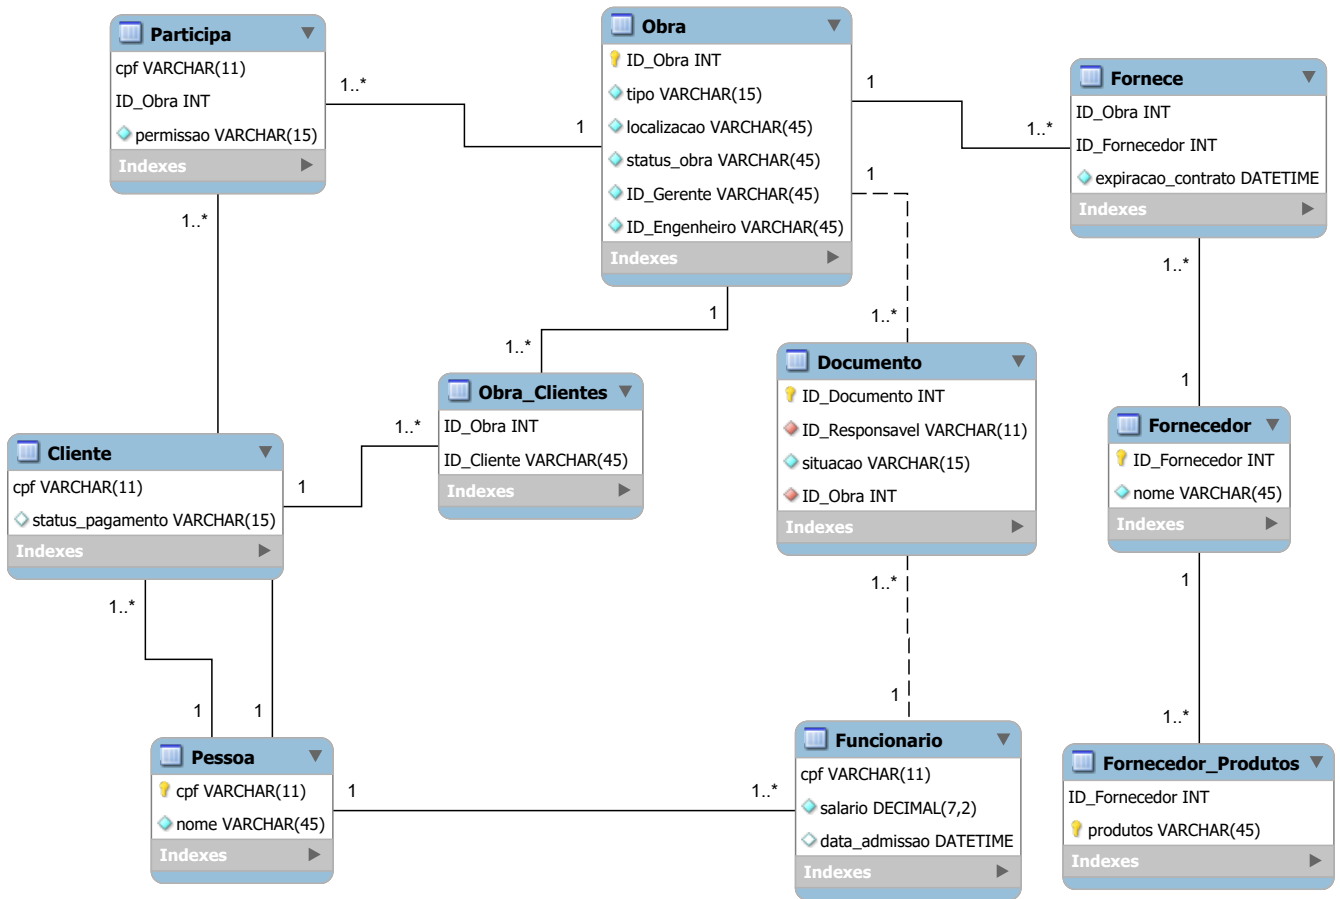 Participa
cpf VARCHAR(11)
ID_Obra INT
permissao VARCHAR(15)
Indexes
1..*
1
1..*
Obra
ID_Obra INT
tipo VARCHAR(15)
localizacao VARCHAR(45)
status_obra VARCHAR(45)
ID_Gerente VARCHAR(45)
ID_Engenheiro VARCHAR(45)
Indexes
1
1..*
1
1
1..*
1..*
Fornece
ID_Obra INT
ID_Fornecedor INT
expiracao_contrato DATETIME
Indexes
1..*
1
Obra_Clientes
ID_Obra INT
ID_Cliente VARCHAR(45)
Indexes
1..*
1
Documento
ID_Documento INT
ID_Responsavel VARCHAR(11)
situacao VARCHAR(15)
ID_Obra INT
Indexes
1..*
1
Fornecedor
ID_Fornecedor INT
nome VARCHAR(45)
Indexes
1
1..*
Cliente
cpf VARCHAR(11)
status_pagamento VARCHAR(15)
Indexes
1..*
1
1
Pessoa
cpf VARCHAR(11)
nome VARCHAR(45)
Indexes
1
1..*
Funcionario
cpf VARCHAR(11)
salario DECIMAL(7,2)
data_admissao DATETIME
Indexes
Fornecedor_Produtos
ID_Fornecedor INT
produtos VARCHAR(45)
Indexes